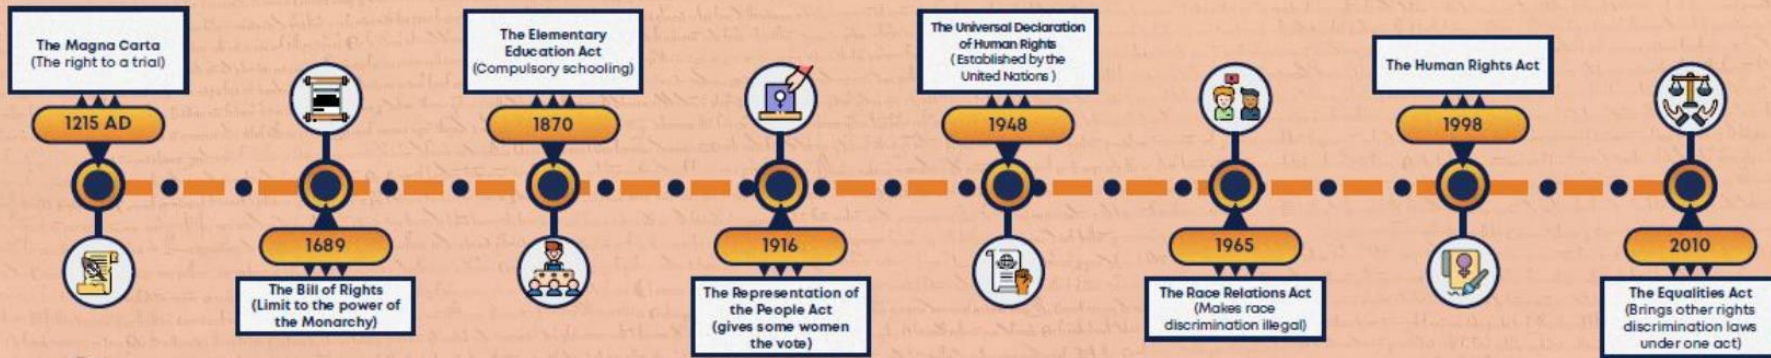 The Magna Carta
(The right to a trial)
1215 AD
1689
The Bill of Rights
(Limit to the power of
the Monarchy)
The Elementary
Education Act
(Compulsory schooling)
1870
1916
The Representation of
the People Act
(gives some women
the vote)
The Universal Declaration
of Human Rights
( Established by the
United Nations )
1948
1965
The Race Relations Act
(Makes race
discrimination illegal)
The Human Rights Act
1998
2010
The Equalities Act
(Brings other rights
discrimination laws
under one act)